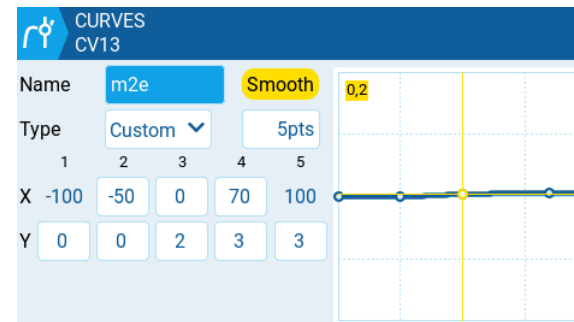 CURVES
CV13
Name m2e Smooth
0,2
Type Custom 5pts
1 2 3 4 5
X -100 -50 0 70 100
Y 0 0 2 3 3